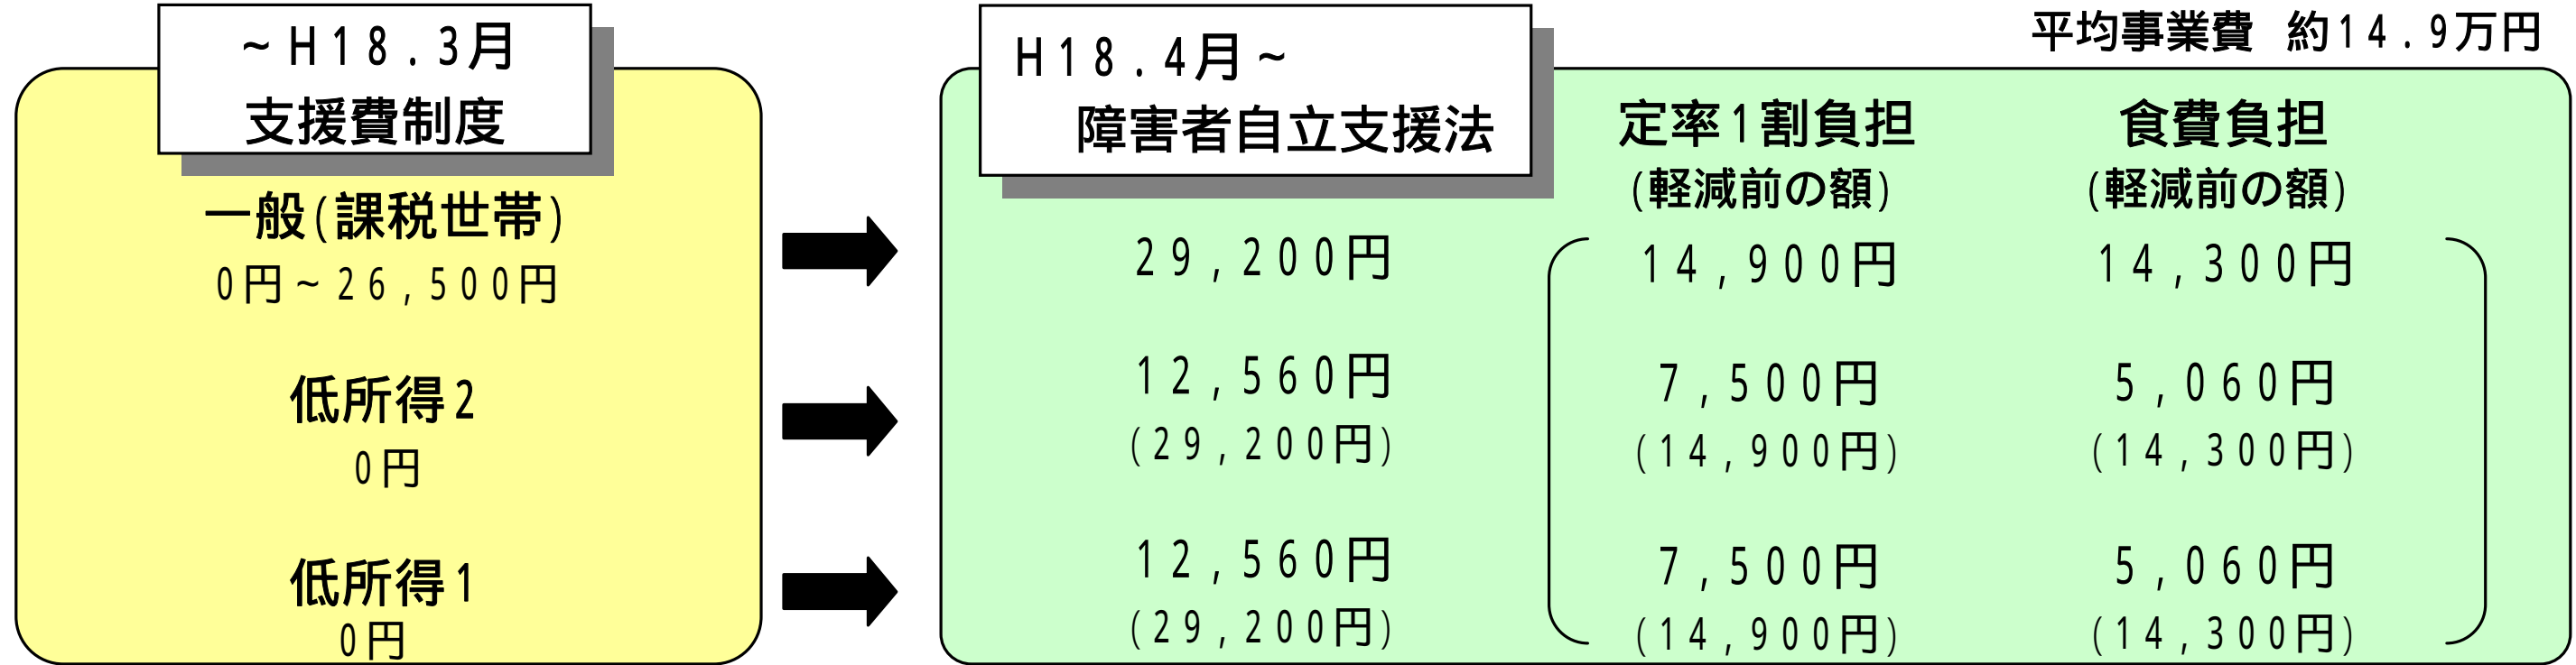 ~H18.3月
支援費制度
一般(課税世帯)
0円~26,500円
低所得2
0円
低所得1
0円
H18.4月~
障害者自立支援法
平均事業費 約14.9万円
定率1割負担 食費負担
(軽減前の額) (軽減前の額)
29,200円 14,900円 14,300円
12,560円 7,500円 5,060円
(29,200円) (14,900円) (14,300円)
12,560円 7,500円 5,060円
(29,200円) (14,900円) (14,300円)